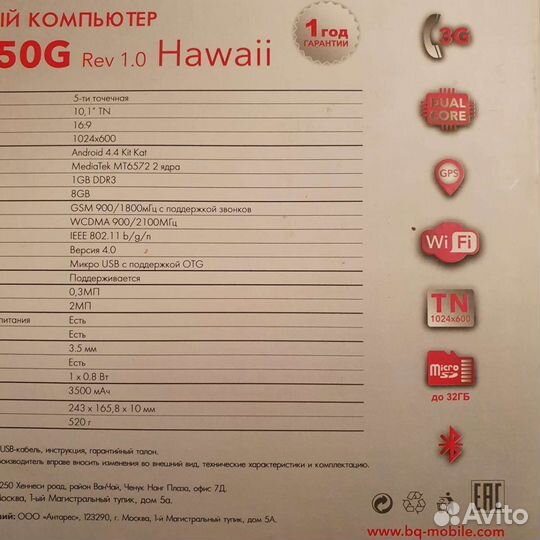 ЫЙ КОМПЬЮТЕР
50G Rev 1.0 Hawaii
1 ГОД
ГАРАНТИИ
3G
5-ти точечная
10,1" TN
16:9
1024x600
Android 4.4 Kit Kat
MediaTek MT6572 2 ядра
1GB DDR3
8GB
GSM 900/1800мГц с поддержкой звонков
WCDMA 900/2100МГц
IEEE 802.11 b/g/n
Версия 4.0
Микро USB с поддержкой OTG
Поддерживается
0,3МП
2МП
питания Есть
Есть
3.5 мм
Есть
1 x 0.8 Вт
3500 мАч
243 x 165,8 x 10 мм
520 г
DUAL
CORE
GPS
Wi Fi
TN
1024x600
micro
SD
до 32ГБ
USB-кабель, инструкция, гарантийный талон.
оизводитель вправе вносить изменения во внешний вид, технические характеристики и комплектацию.
250 Хеннеси роад, район ВанЧай, Ченук Нанг Плаза, офис 7Д.
осква, 1-ый Магистральный тупик, дом 5а.
ий: ООО «Антарес», 123290, г. Москва, 1-й Магистральный тупик, дом 5А.
EAC
www.bq-mobile.com
Avito